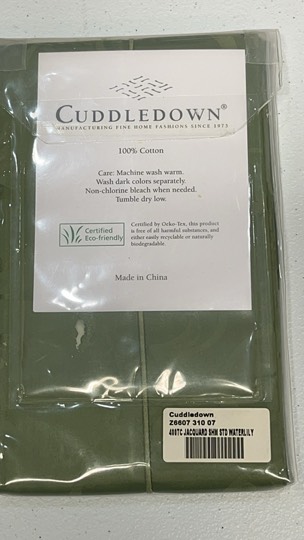 CUDDLEDOWN®
MANUFACTURING FINE HOME FASHIONS SINCE 1973
100% Cotton
Care: Machine wash warm.
Wash dark colors separately.
Non-chlorine bleach when needed.
Tumble dry low.
Certified
Eco-friendly
Certified by Oeko-Tex, this product
is free of all harmful substances, and
either easily recyclable or naturally
biodegradable.
Made in China
Cuddledown
Z6607 310 07
400TC JACQUARD SHM STD WATERLILY